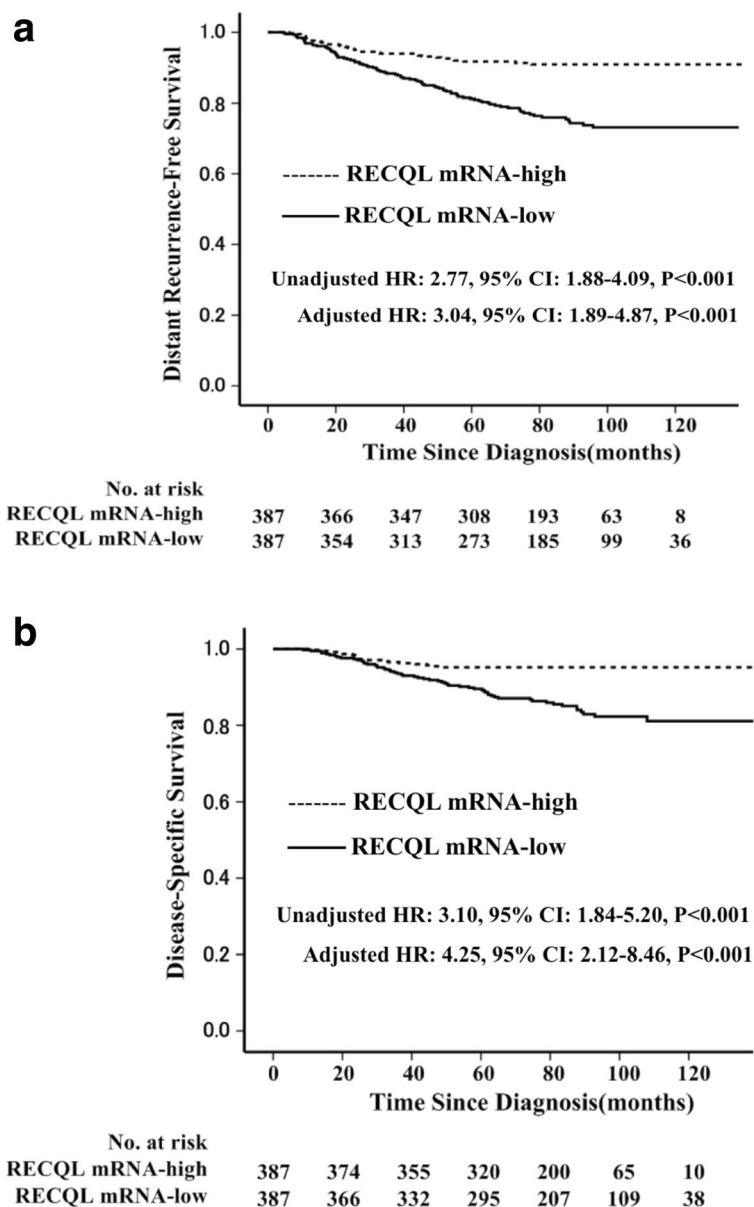 a
Distant Recurrence-Free Survival
1.0
0.8
0.6
0.4
0.2
0.0
RECQL mRNA-high
RECQL mRNA-low
Unadjusted HR: 2.77, 95% CI: 1.88-4.09, P<0.001
Adjusted HR: 3.04, 95% CI: 1.89-4.87, P<0.001
0 20 40 60 80 100 120
Time Since Diagnosis(months)
No. at risk
RECQL mRNA-high 387 366 347 308 193 63 8
RECQL mRNA-low 387 354 313 273 185 99 36
b
Disease-Specific Survival
1.0
0.8
0.6
0.4
0.2
0.0
RECQL mRNA-high
RECQL mRNA-low
Unadjusted HR: 3.10, 95% CI: 1.84-5.20, P<0.001
Adjusted HR: 4.25, 95% CI: 2.12-8.46, P<0.001
0 20 40 60 80 100 120
Time Since Diagnosis(months)
No. at risk
RECQL mRNA-high 387 374 355 320 200 65 10
RECQL mRNA-low 387 366 332 295 207 109 38